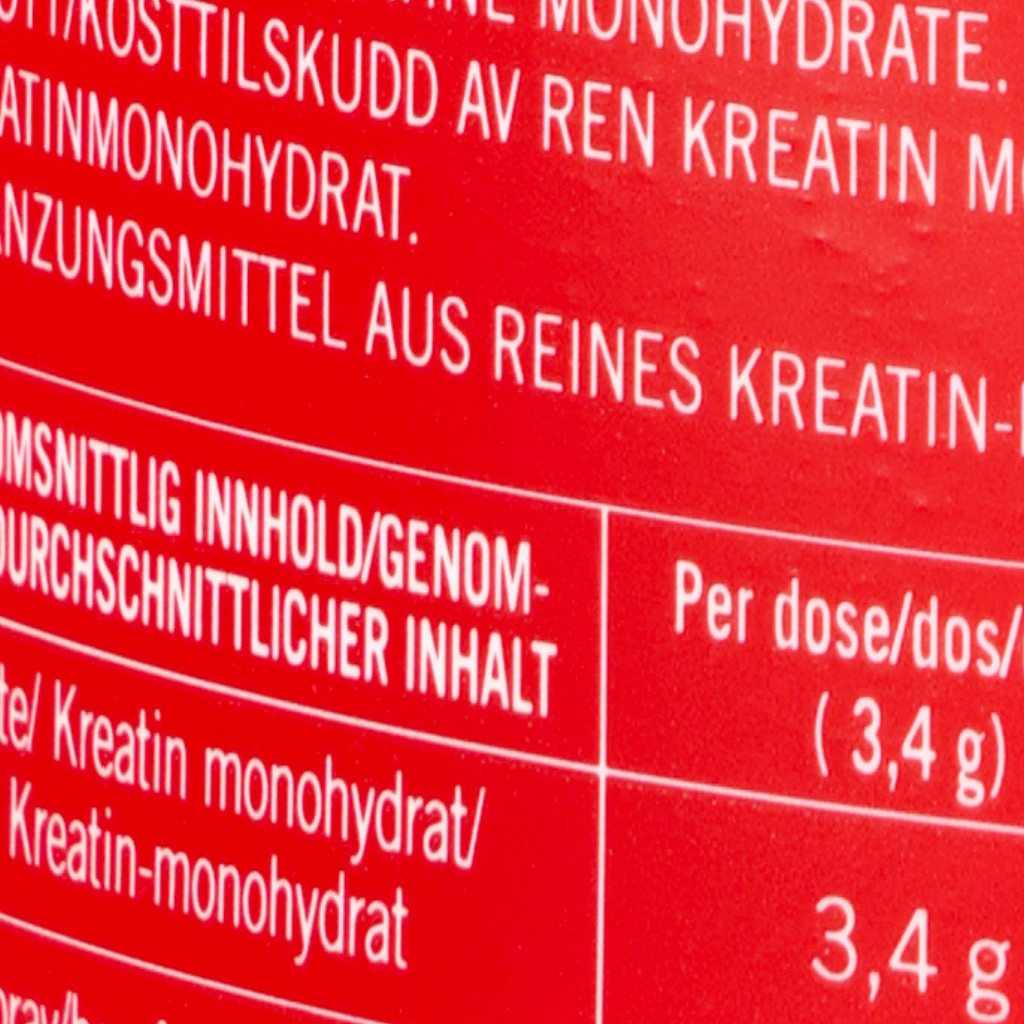 MONOHYDRATE.
KOSTTILSKUDD AV REN KREATIN
ATINMONOHYDRAT.
NZUNGSMITTEL AUS REINES KREATIN-
OMSNITTLIG INNHOLD/GENOM-
DURCHSCHNITTLICHER INHALT
Per dose/dos/
( 3,4 g)
te/ Kreatin monohydrat/
Kreatin-monohydrat
3,4 g